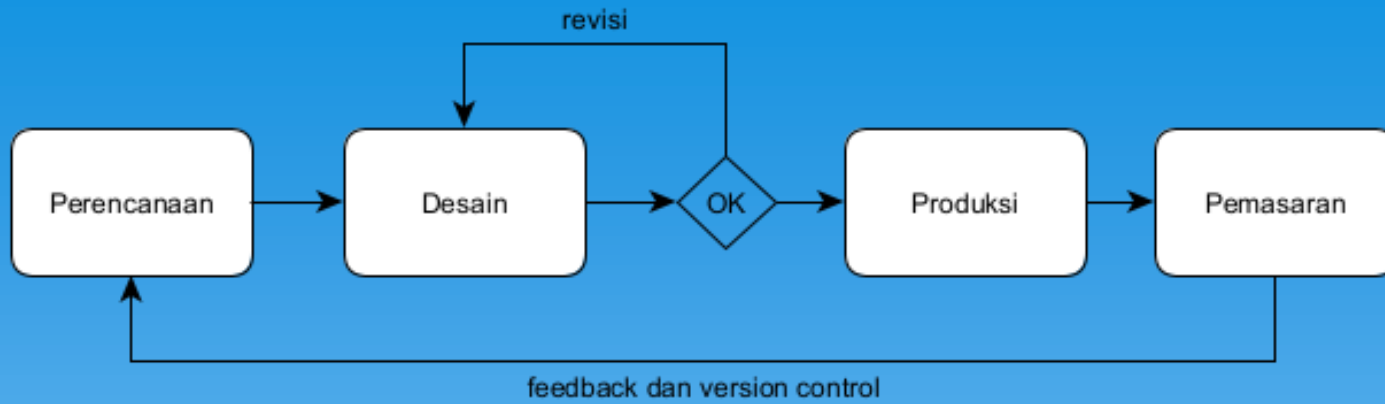 revisi
Perencanaan
Desain
OK
Produksi
Pemasaran
feedback dan version control